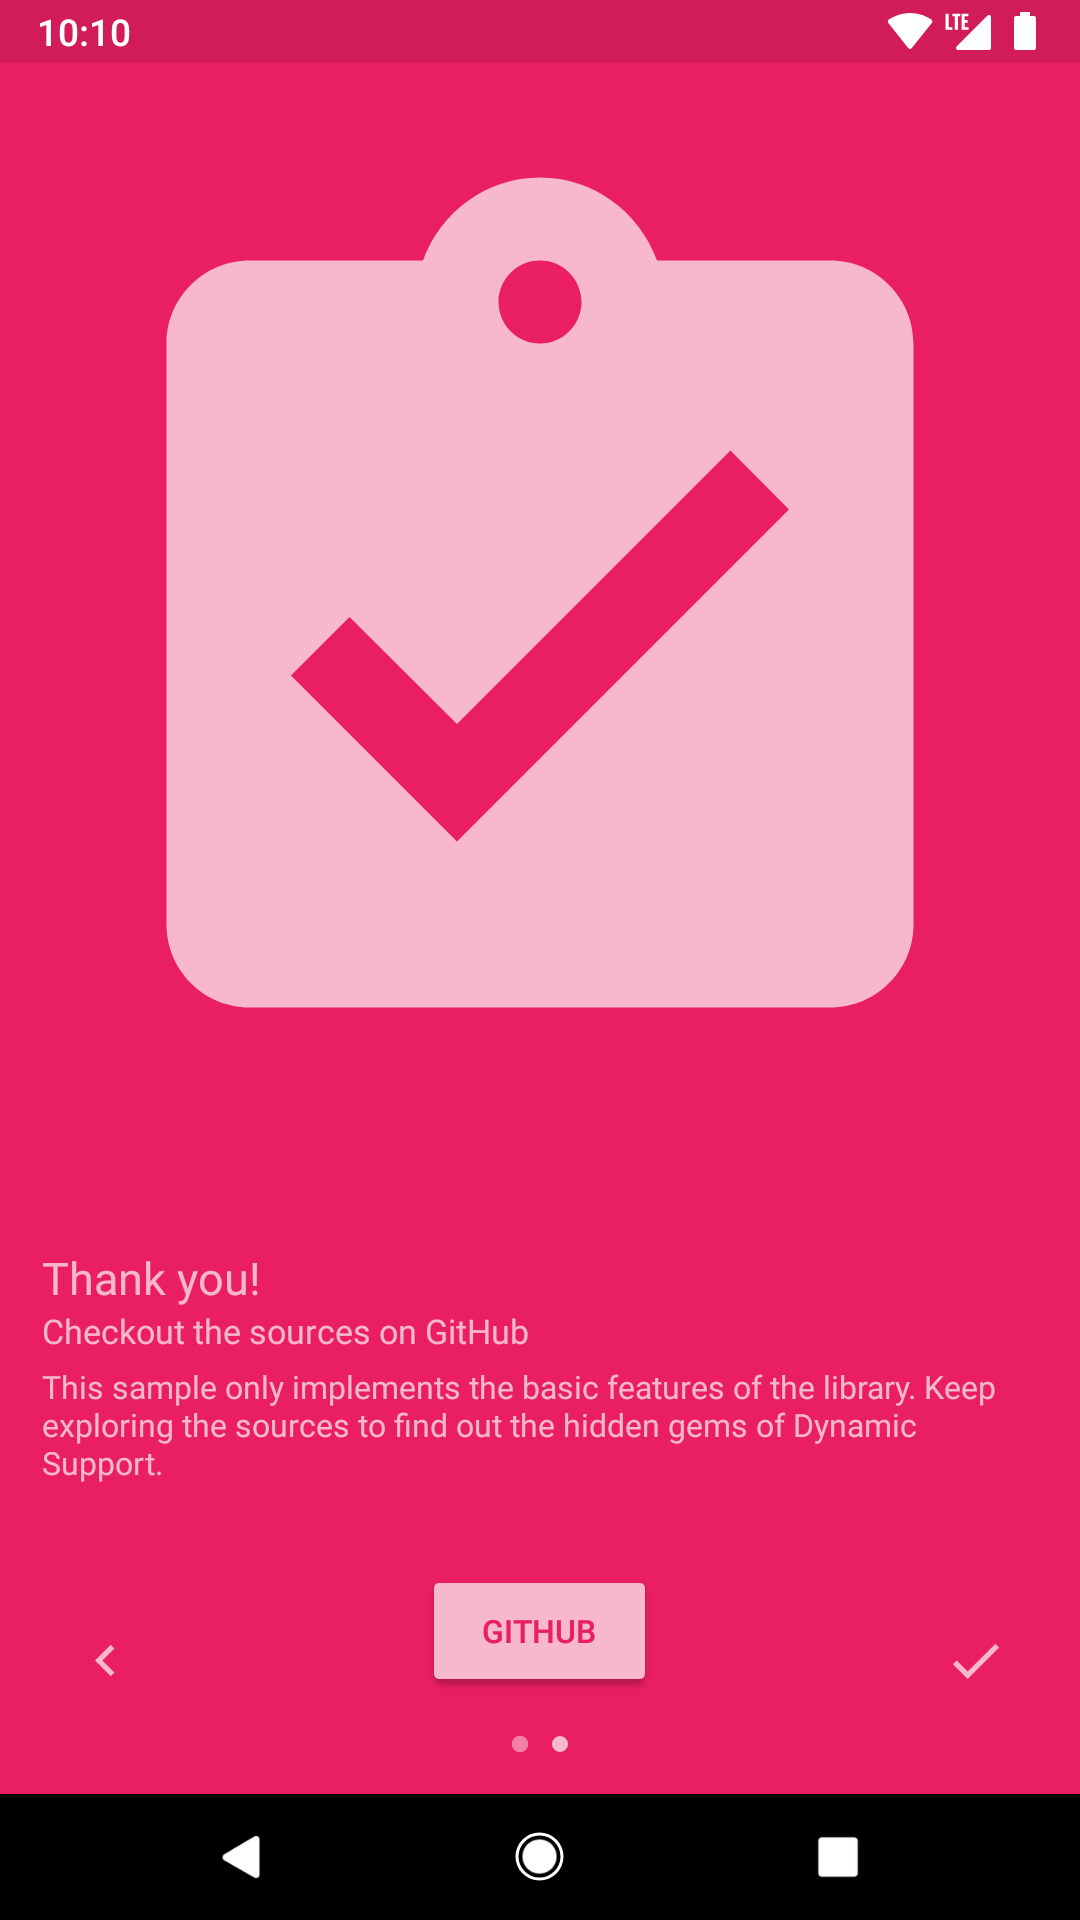 10:10
LTE
Thank you!
Checkout the sources on GitHub
This sample only implements the basic features of the library. Keep
exploring the sources to find out the hidden gems of Dynamic
Support.
GITHUB